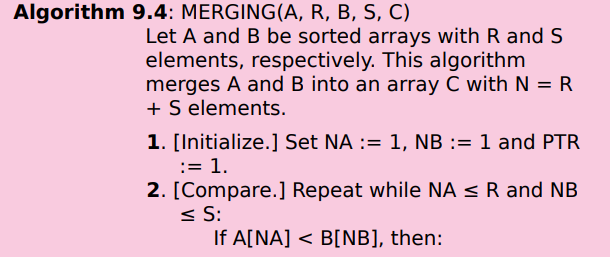 Algorithm 9.4: MERGING(A, R, B, S, C)
Let A and B be sorted arrays with R and S
elements, respectively. This algorithm
merges A and B into an array C with N = R
+ S elements.
1. [Initialize.] Set NA := 1, NB := 1 and PTR
:= 1.
2. [Compare.] Repeat while NA ≤ R and NB
≤ S:
If A[NA] < B[NB], then: